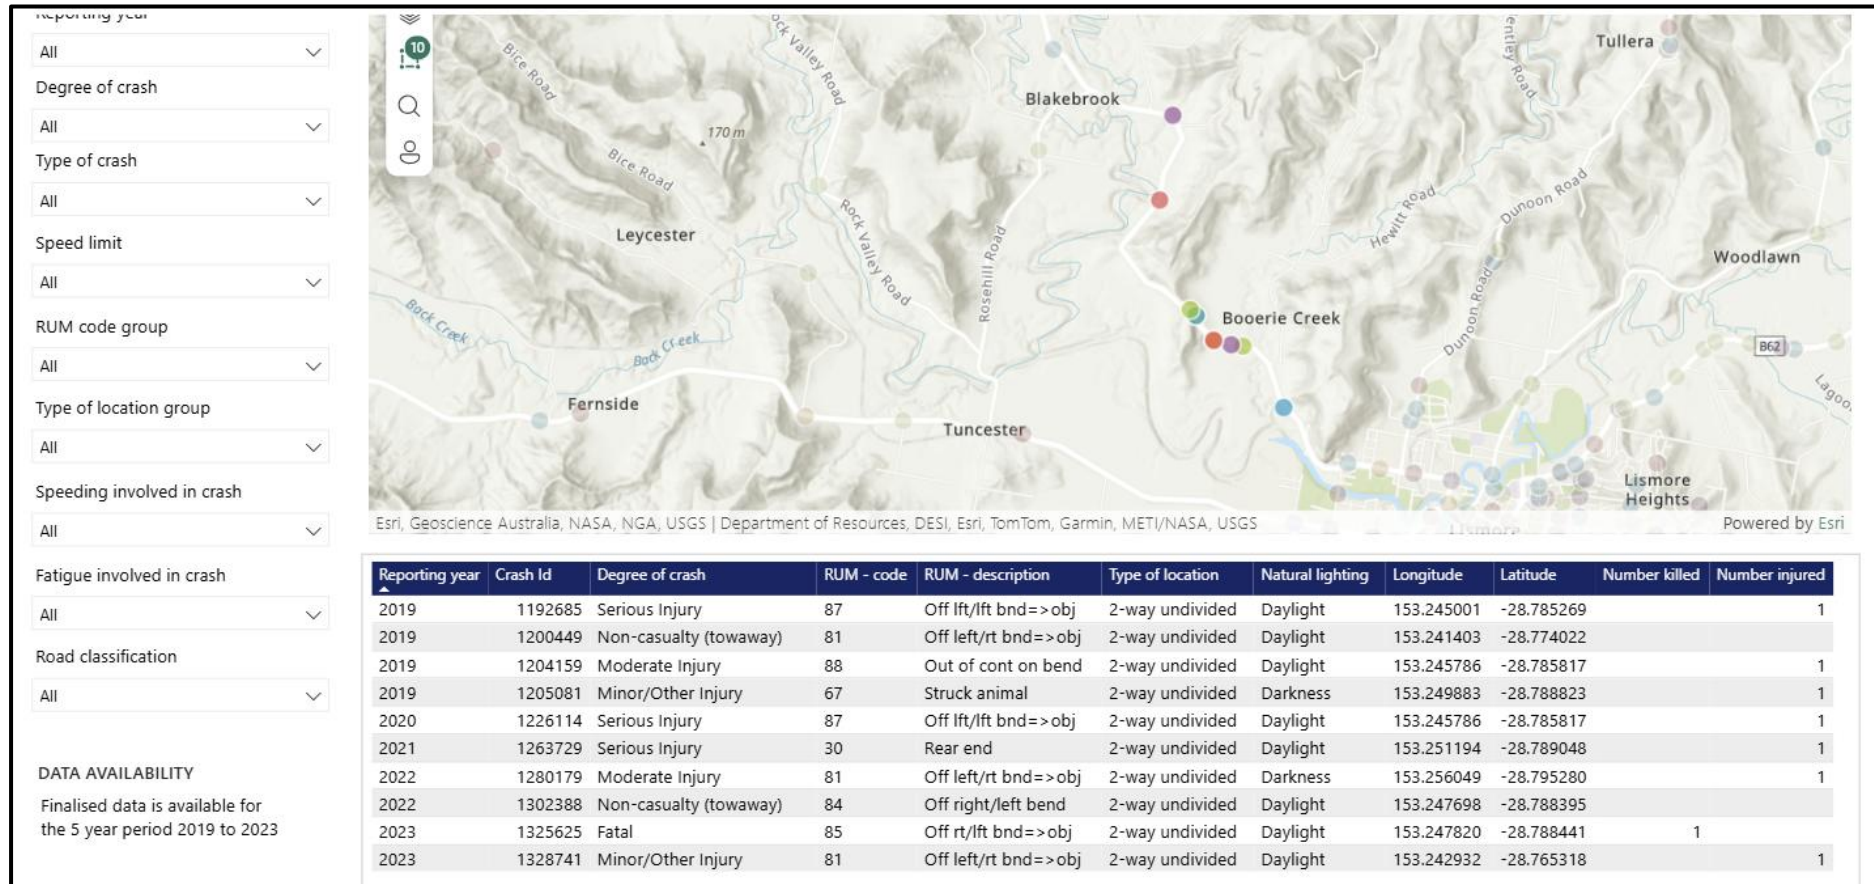 Reporting year
All
Degree of crash
All
Type of crash
All
Speed limit
All
RUM code group
All
Type of location group
All
Speeding involved in crash
All
Fatigue involved in crash
All
Road classification
All
DATA AVAILABILITY
Finalised data is available for
the 5 year period 2019 to 2023
10
Bice Road
ock Valley Road
Blakebrook
entley Road
Tullera
170 m
Bice Road
Leycester
Rock Valley Road
Rosehill Road
Hewitt Road
Dunoon Road
Woodlawn
Back Creek
Back Creek
Booerie Creek
Dunoon Road
B62
Lagoo
Fernside
Tuncester
Lismore
Heights
Lismore
Esri, Geoscience Australia, NASA, NGA, USGS | Department of Resources, DESI, Esri, TomTom, Garmin, METI/NASA, USGS
Powered by Esri
Reporting year Crash Id Degree of crash RUM - code RUM - description Type of location Natural lighting Longitude Latitude Number killed Number injured
2019 1192685 Serious Injury 87 Off lft/lft bnd=>obj 2-way undivided Daylight 153.245001 -28.785269 1
2019 1200449 Non-casualty (towaway) 81 Off left/rt bnd=>obj 2-way undivided Daylight 153.241403 -28.774022
2019 1204159 Moderate Injury 88 Out of cont on bend 2-way undivided Daylight 153.245786 -28.785817 1
2019 1205081 Minor/Other Injury 67 Struck animal 2-way undivided Darkness 153.249883 -28.788823 1
2020 1226114 Serious Injury 87 Off lft/lft bnd=>obj 2-way undivided Daylight 153.245786 -28.785817 1
2021 1263729 Serious Injury 30 Rear end 2-way undivided Daylight 153.251194 -28.789048 1
2022 1280179 Moderate Injury 81 Off left/rt bnd=>obj 2-way undivided Darkness 153.256049 -28.795280 1
2022 1302388 Non-casualty (towaway) 84 Off right/left bend 2-way undivided Daylight 153.247698 -28.788395
2023 1325625 Fatal 85 Off rt/lft bnd=>obj 2-way undivided Daylight 153.247820 -28.788441 1
2023 1328741 Minor/Other Injury 81 Off left/rt bnd=>obj 2-way undivided Daylight 153.242932 -28.765318 1